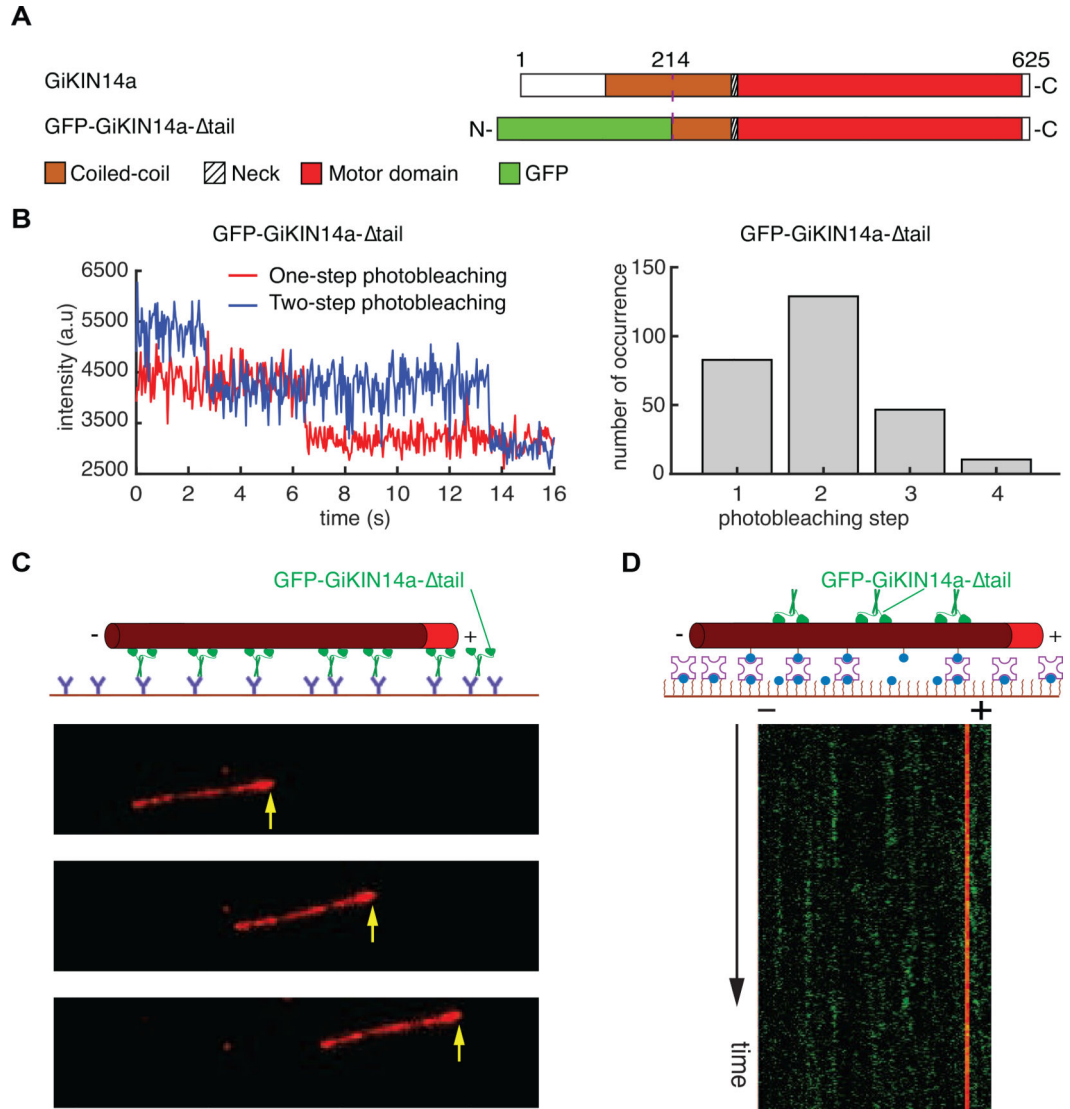 A
1 214 625
GiKIN14a -C
GFP-GiKIN14a-Δtail N- -C
Coiled-coil Neck Motor domain GFP
B
GFP-GiKIN14a-Δtail
6500
5500
4500
3500
2500
intensity (a.u)
One-step photobleaching
Two-step photobleaching
0 2 4 6 8 10 12 14 16
time (s)
GFP-GiKIN14a-Δtail
150
100
50
0
number of occurrence
1 2 3 4
photobleaching step
C
GFP-GiKIN14a-Δtail
- +
D
GFP-GiKIN14a-Δtail
- +
− +
time